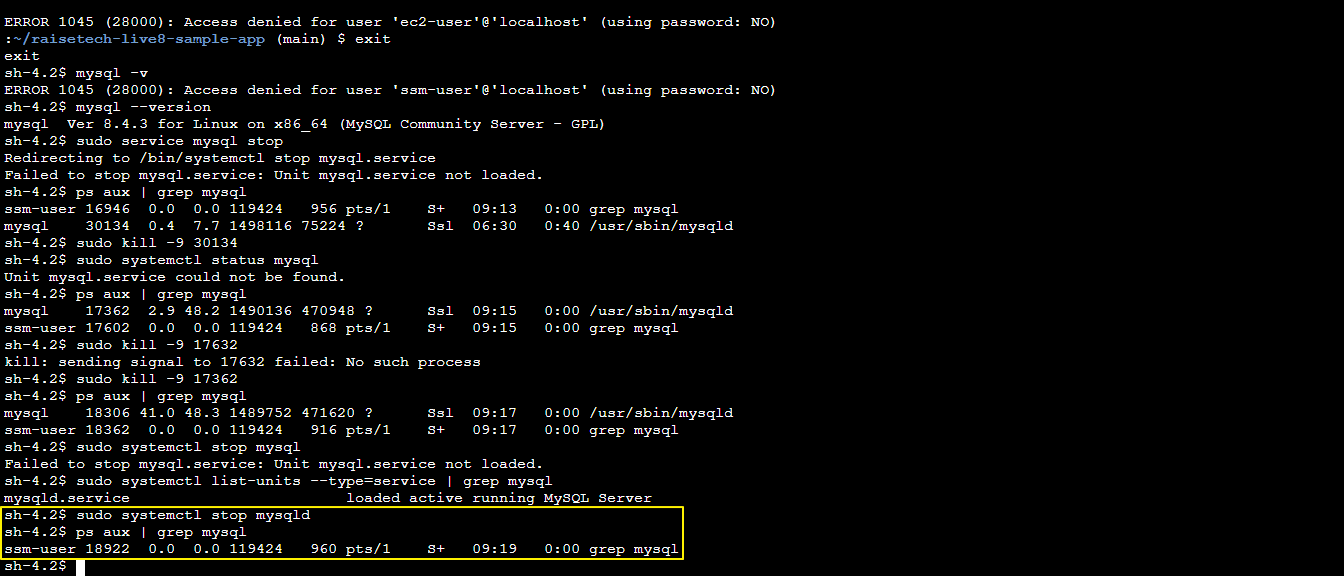 ERROR 1045 (28000): Access denied for user 'ec2-user'@'localhost' (using password: NO)
:~/raisetech-live8-sample-app (main) $ exit
exit
sh-4.2$ mysql -v
ERROR 1045 (28000): Access denied for user 'ssm-user'@'localhost' (using password: NO)
sh-4.2$ mysql --version
mysql  Ver 8.4.3 for Linux on x86_64 (MySQL Community Server - GPL)
sh-4.2$ sudo service mysql stop
Redirecting to /bin/systemctl stop mysql.service
Failed to stop mysql.service: Unit mysql.service not loaded.
sh-4.2$ ps aux | grep mysql
ssm-user 16946  0.0  0.0 119424   956 pts/1    S+   09:13   0:00 grep mysql
mysql    30134  0.4  7.7 1498116 75224 ?       Ssl  06:30   0:40 /usr/sbin/mysqld
sh-4.2$ sudo kill -9 30134
sh-4.2$ sudo systemctl status mysql
Unit mysql.service could not be found.
sh-4.2$ ps aux | grep mysql
mysql    17362  2.9 48.2 1490136 470948 ?      Ssl  09:15   0:00 /usr/sbin/mysqld
ssm-user 17602  0.0  0.0 119424   868 pts/1    S+   09:15   0:00 grep mysql
sh-4.2$ sudo kill -9 17632
kill: sending signal to 17632 failed: No such process
sh-4.2$ sudo kill -9 17362
sh-4.2$ ps aux | grep mysql
mysql    18306 41.0 48.3 1489752 471620 ?      Ssl  09:17   0:00 /usr/sbin/mysqld
ssm-user 18362  0.0  0.0 119424   916 pts/1    S+   09:17   0:00 grep mysql
sh-4.2$ sudo systemctl stop mysql
Failed to stop mysql.service: Unit mysql.service not loaded.
sh-4.2$ sudo systemctl list-units --type=service | grep mysql
mysqld.service                        loaded active running MySQL Server
sh-4.2$ sudo systemctl stop mysqld
sh-4.2$ ps aux | grep mysql
ssm-user 18922  0.0  0.0 119424   960 pts/1    S+   09:19   0:00 grep mysql
sh-4.2$